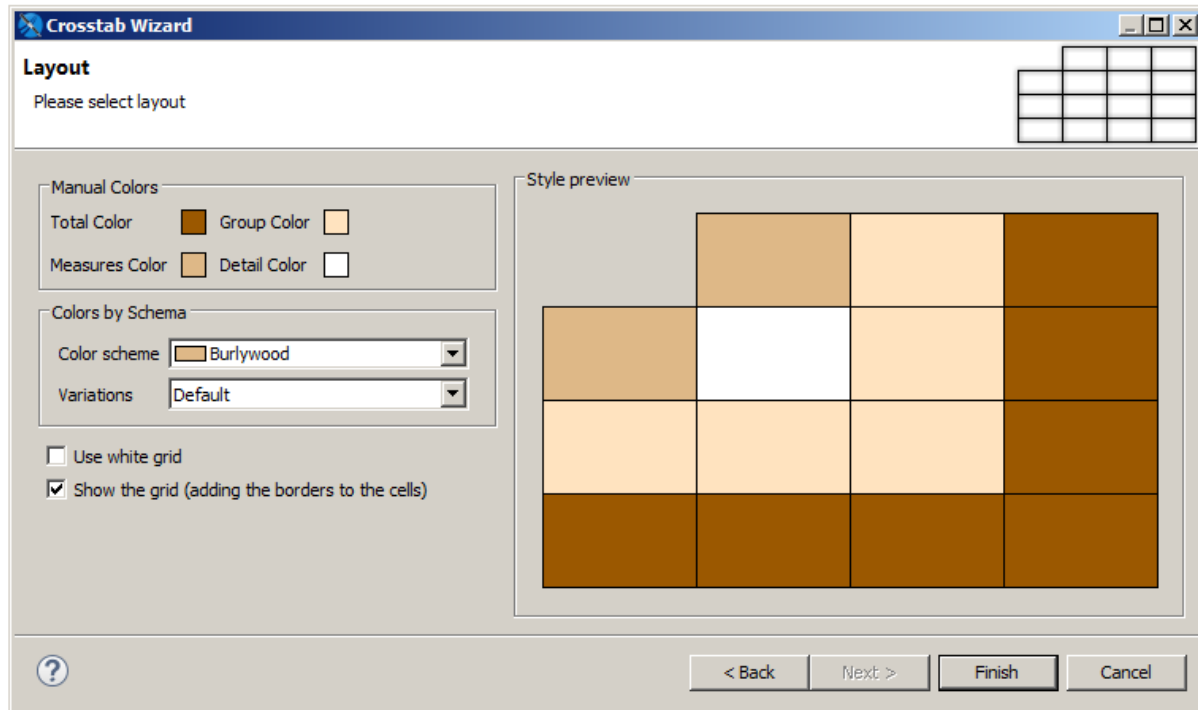 Crosstab Wizard
Layout
Please select layout
Manual Colors
Total Color Group Color
Measures Color Detail Color
Colors by Schema
Color scheme Burlywood
Variations Default
Use white grid
Show the grid (adding the borders to the cells)
Style preview
?
< Back Next > Finish Cancel